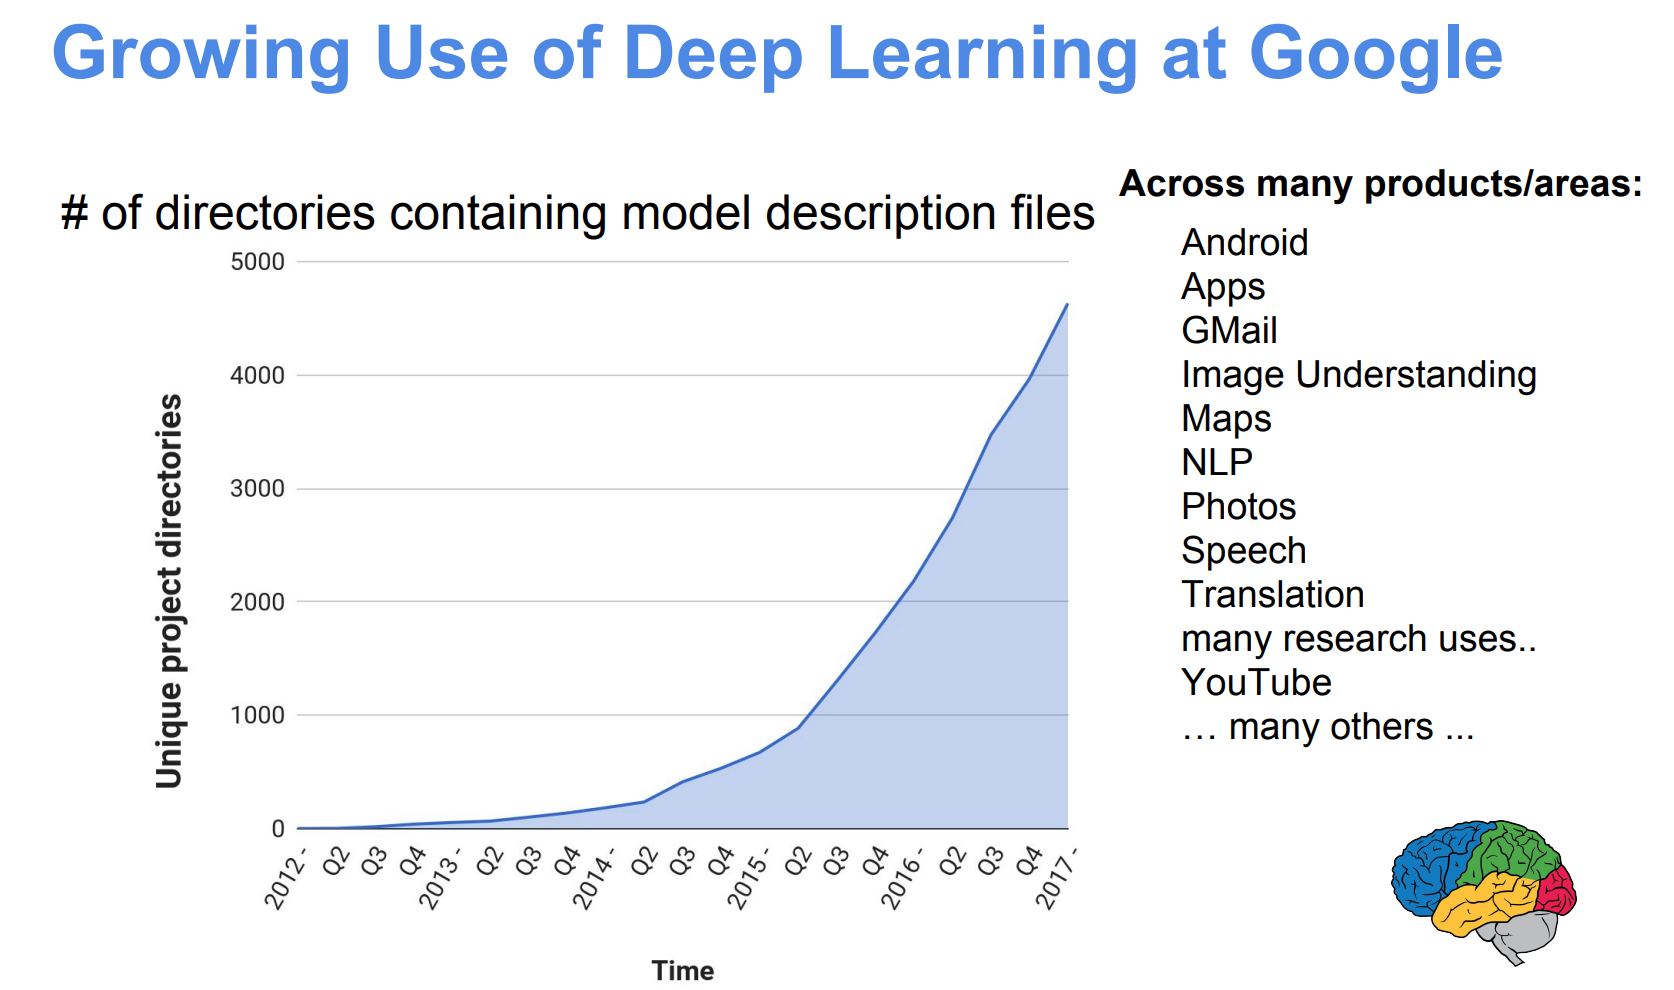 Growing Use of Deep Learning at Google
# of directories containing model description files
5000
4000
3000
2000
1000
0
Unique project directories
2012 -
Q2
Q3
Q4
2013 -
Q2
Q3
Q4
2014 -
Q2
Q3
Q4
2015 -
Q2
Q3
Q4
2016 -
Q2
Q3
Q4
2017 -
Time
Across many products/areas:
Android
Apps
GMail
Image Understanding
Maps
NLP
Photos
Speech
Translation
many research uses..
YouTube
… many others ...